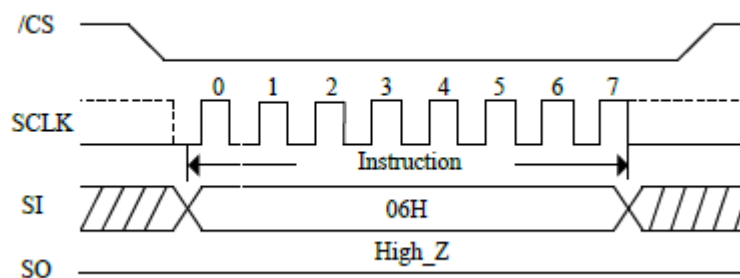 /CS
0 1 2 3 4 5 6 7
SCLK
Instruction
SI
06H
High_Z
SO